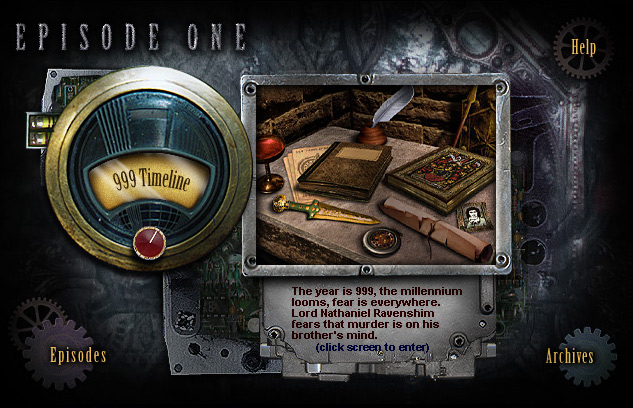 EPISODE ONE
Help
999 Timeline
The year is 999, the millennium
looms, fear is everywhere.
Lord Nathaniel Ravenshim
fears that murder is on his
brother's mind.
(click screen to enter)
Episodes
Archives